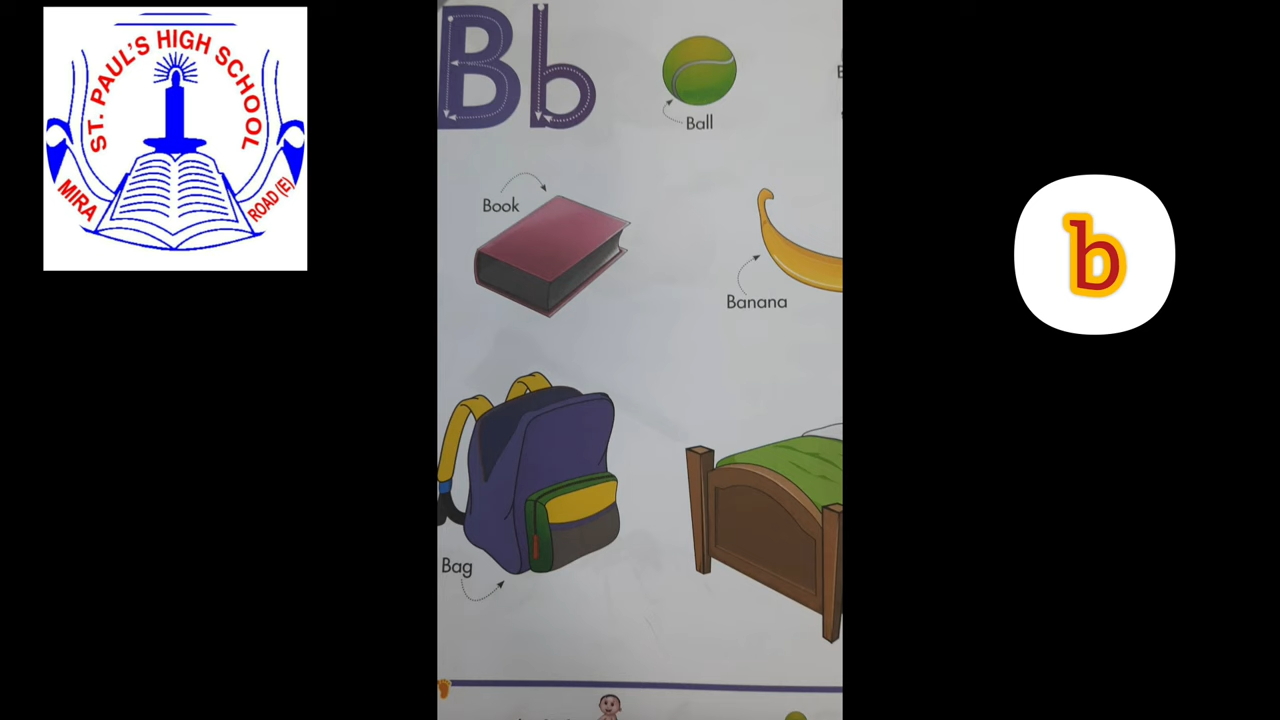 ST. PAUL'S HIGH SCHOOL
MIRA ROAD (E)
Bb
Ball
Book
Banana
Bag
b